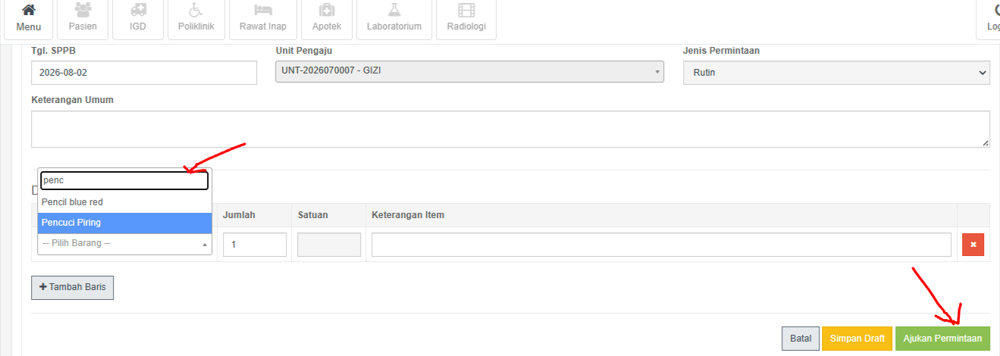 Menu Pasien IGD Poliklinik Rawat Inap Apotek Laboratorium Radiologi
Tgl. SPPB Unit Pengaju Jenis Permintaan
2026-08-02 UNT-2026070007 - GIZI Rutin
Keterangan Umum
penc
Pencil blue red
Jumlah Satuan Keterangan Item
Pencuci Piring
-- Pilih Barang -- 1
Tambah Baris
Batal Simpan Draft Ajukan Permintaan